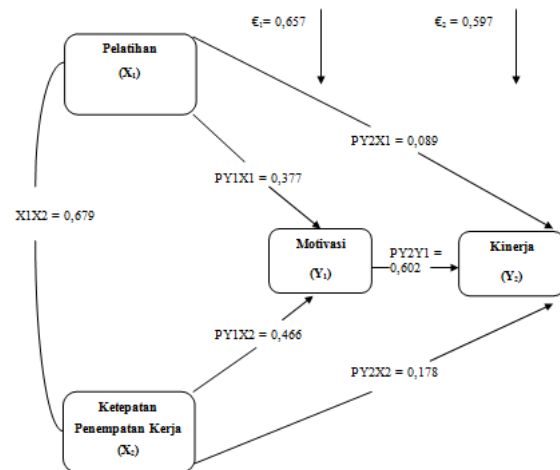 €₁= 0,657
€₂ = 0,597
Pelatihan
(X₁)
PY2X1 = 0,089
PY1X1 = 0,377
X1X2 = 0,679
Motivasi
(Y₁)
PY2Y1 =
0,602
Kinerja
(Y₂)
PY1X2 = 0,466
PY2X2 = 0,178
Ketepatan
Penempatan Kerja
(X₂)